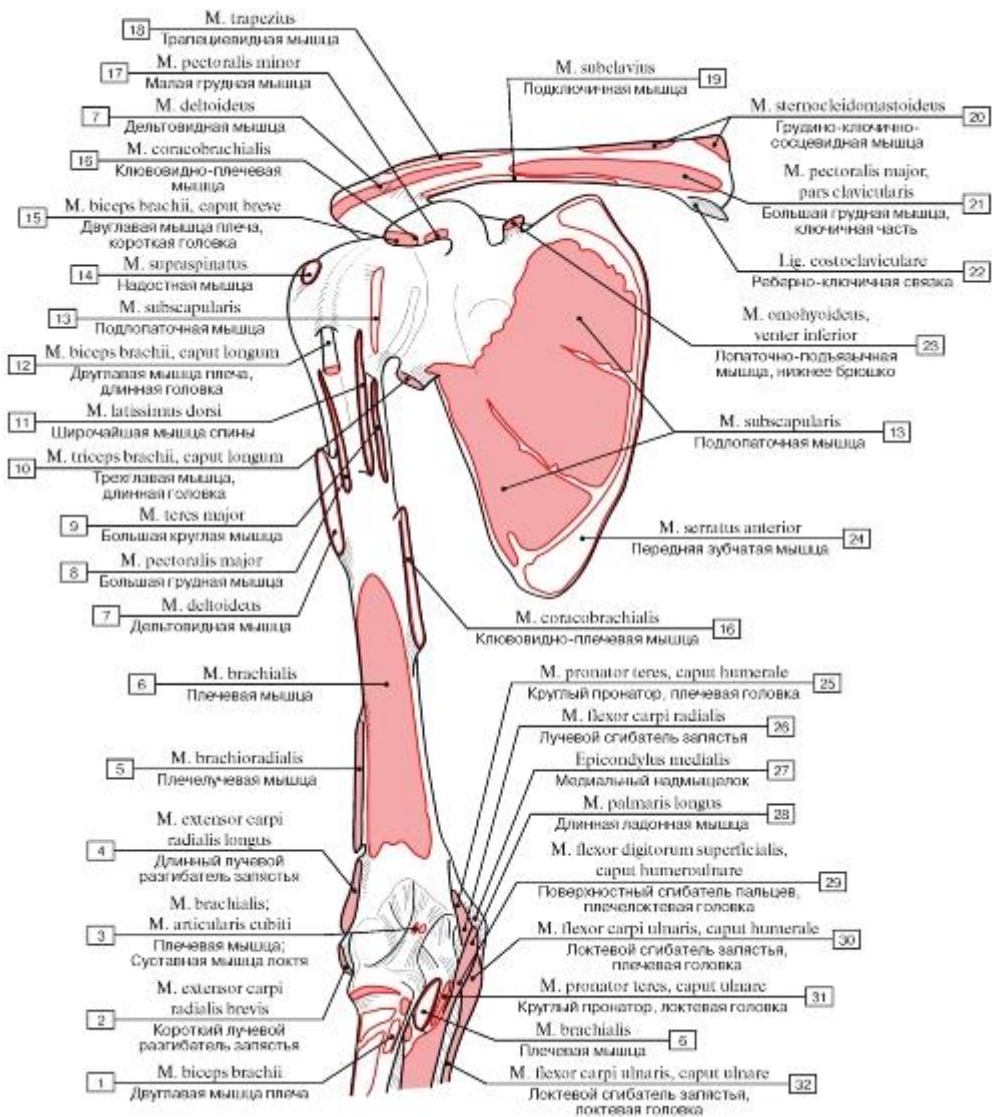 18
M. trapezius
Трапециевидная мышца
17
M. pectoralis minor
Малая грудная мышца
7
M. deltoideus
Дельтовидная мышца
16
M. coracobrachialis
Клювовидно-плечевая
мышца
15
M. biceps brachii, caput breve
Двуглавая мышца плеча,
короткая головка
14
M. supraspinatus
Надостная мышца
13
M. subscapularis
Подлопаточная мышца
12
M. biceps brachii, caput longum
Двуглавая мышца плеча,
длинная головка
11
M. latissimus dorsi
Широчайшая мышца спины
10
M. triceps brachii, caput longum
Трехглавая мышца,
длинная головка
9
M. teres major
Большая круглая мышца
8
M. pectoralis major
Большая грудная мышца
7
M. deltoideus
Дельтовидная мышца
6
M. brachialis
Плечевая мышца
5
M. brachioradialis
Плечелучевая мышца
4
M. extensor carpi
radialis longus
Длинный лучевой
разгибатель запястья
3
M. brachialis;
M. articularis cubiti
Плечевая мышца;
Суставная мышца локтя
2
M. extensor carpi
radialis brevis
Короткий лучевой
разгибатель запястья
1
M. biceps brachii
Двуглавая мышца плеча
M. subclavius
Подключичная мышца
19
M. sternocleidomastoideus
Грудино-ключично-
сосцевидная мышца
20
M. pectoralis major,
pars clavicularis
Большая грудная мышца,
ключичная часть
21
Lig. costoclaviculare
Реберно-ключичная связка
22
M. omohyoideus,
venter inferior
Лопаточно-подъязычная
мышца, нижнее брюшко
23
M. subscapularis
Подлопаточная мышца
13
M. serratus anterior
Передняя зубчатая мышца
24
M. coracobrachialis
Клювовидно-плечевая мышца
16
M. pronator teres, caput humerale
Круглый пронатор, плечевая головка
25
M. flexor carpi radialis
Лучевой сгибатель запястья
26
Epicondylus medialis
Медиальный надмыщелок
27
M. palmaris longus
Длинная ладонная мышца
28
M. flexor digitorum superficialis,
caput humeroulnare
Поверхностный сгибатель пальцев,
плечелоктевая головка
29
M. flexor carpi ulnaris, caput humerale
Локтевой сгибатель запястья,
плечевая головка
30
M. pronator teres, caput ulnare
Круглый пронатор, локтевая головка
31
M. brachialis
Плечевая мышца
6
M. flexor carpi ulnaris, caput ulnare
Локтевой сгибатель запястья,
локтевая головка
32